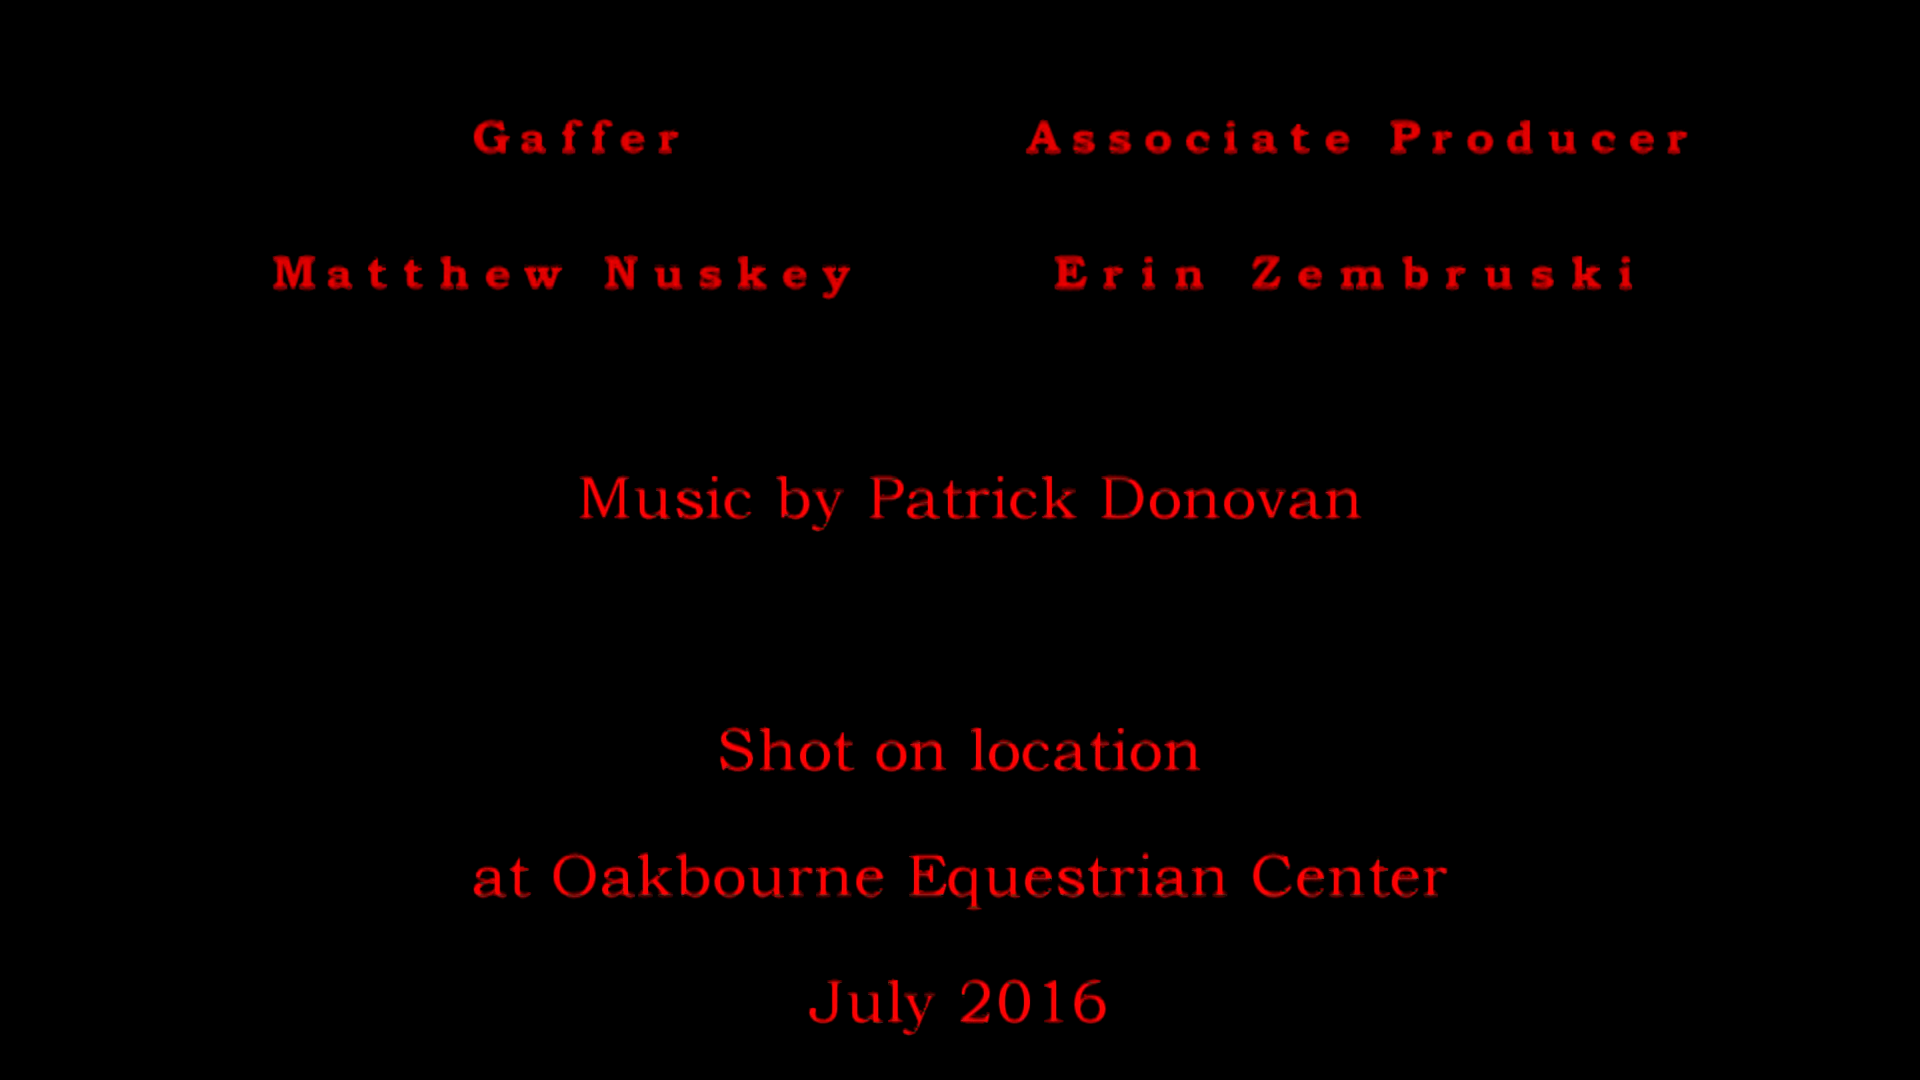 Gaffer Associate Producer
Matthew Nuskey Erin Zembruski
Music by Patrick Donovan
Shot on location
at Oakbourne Equestrian Center
July 2016